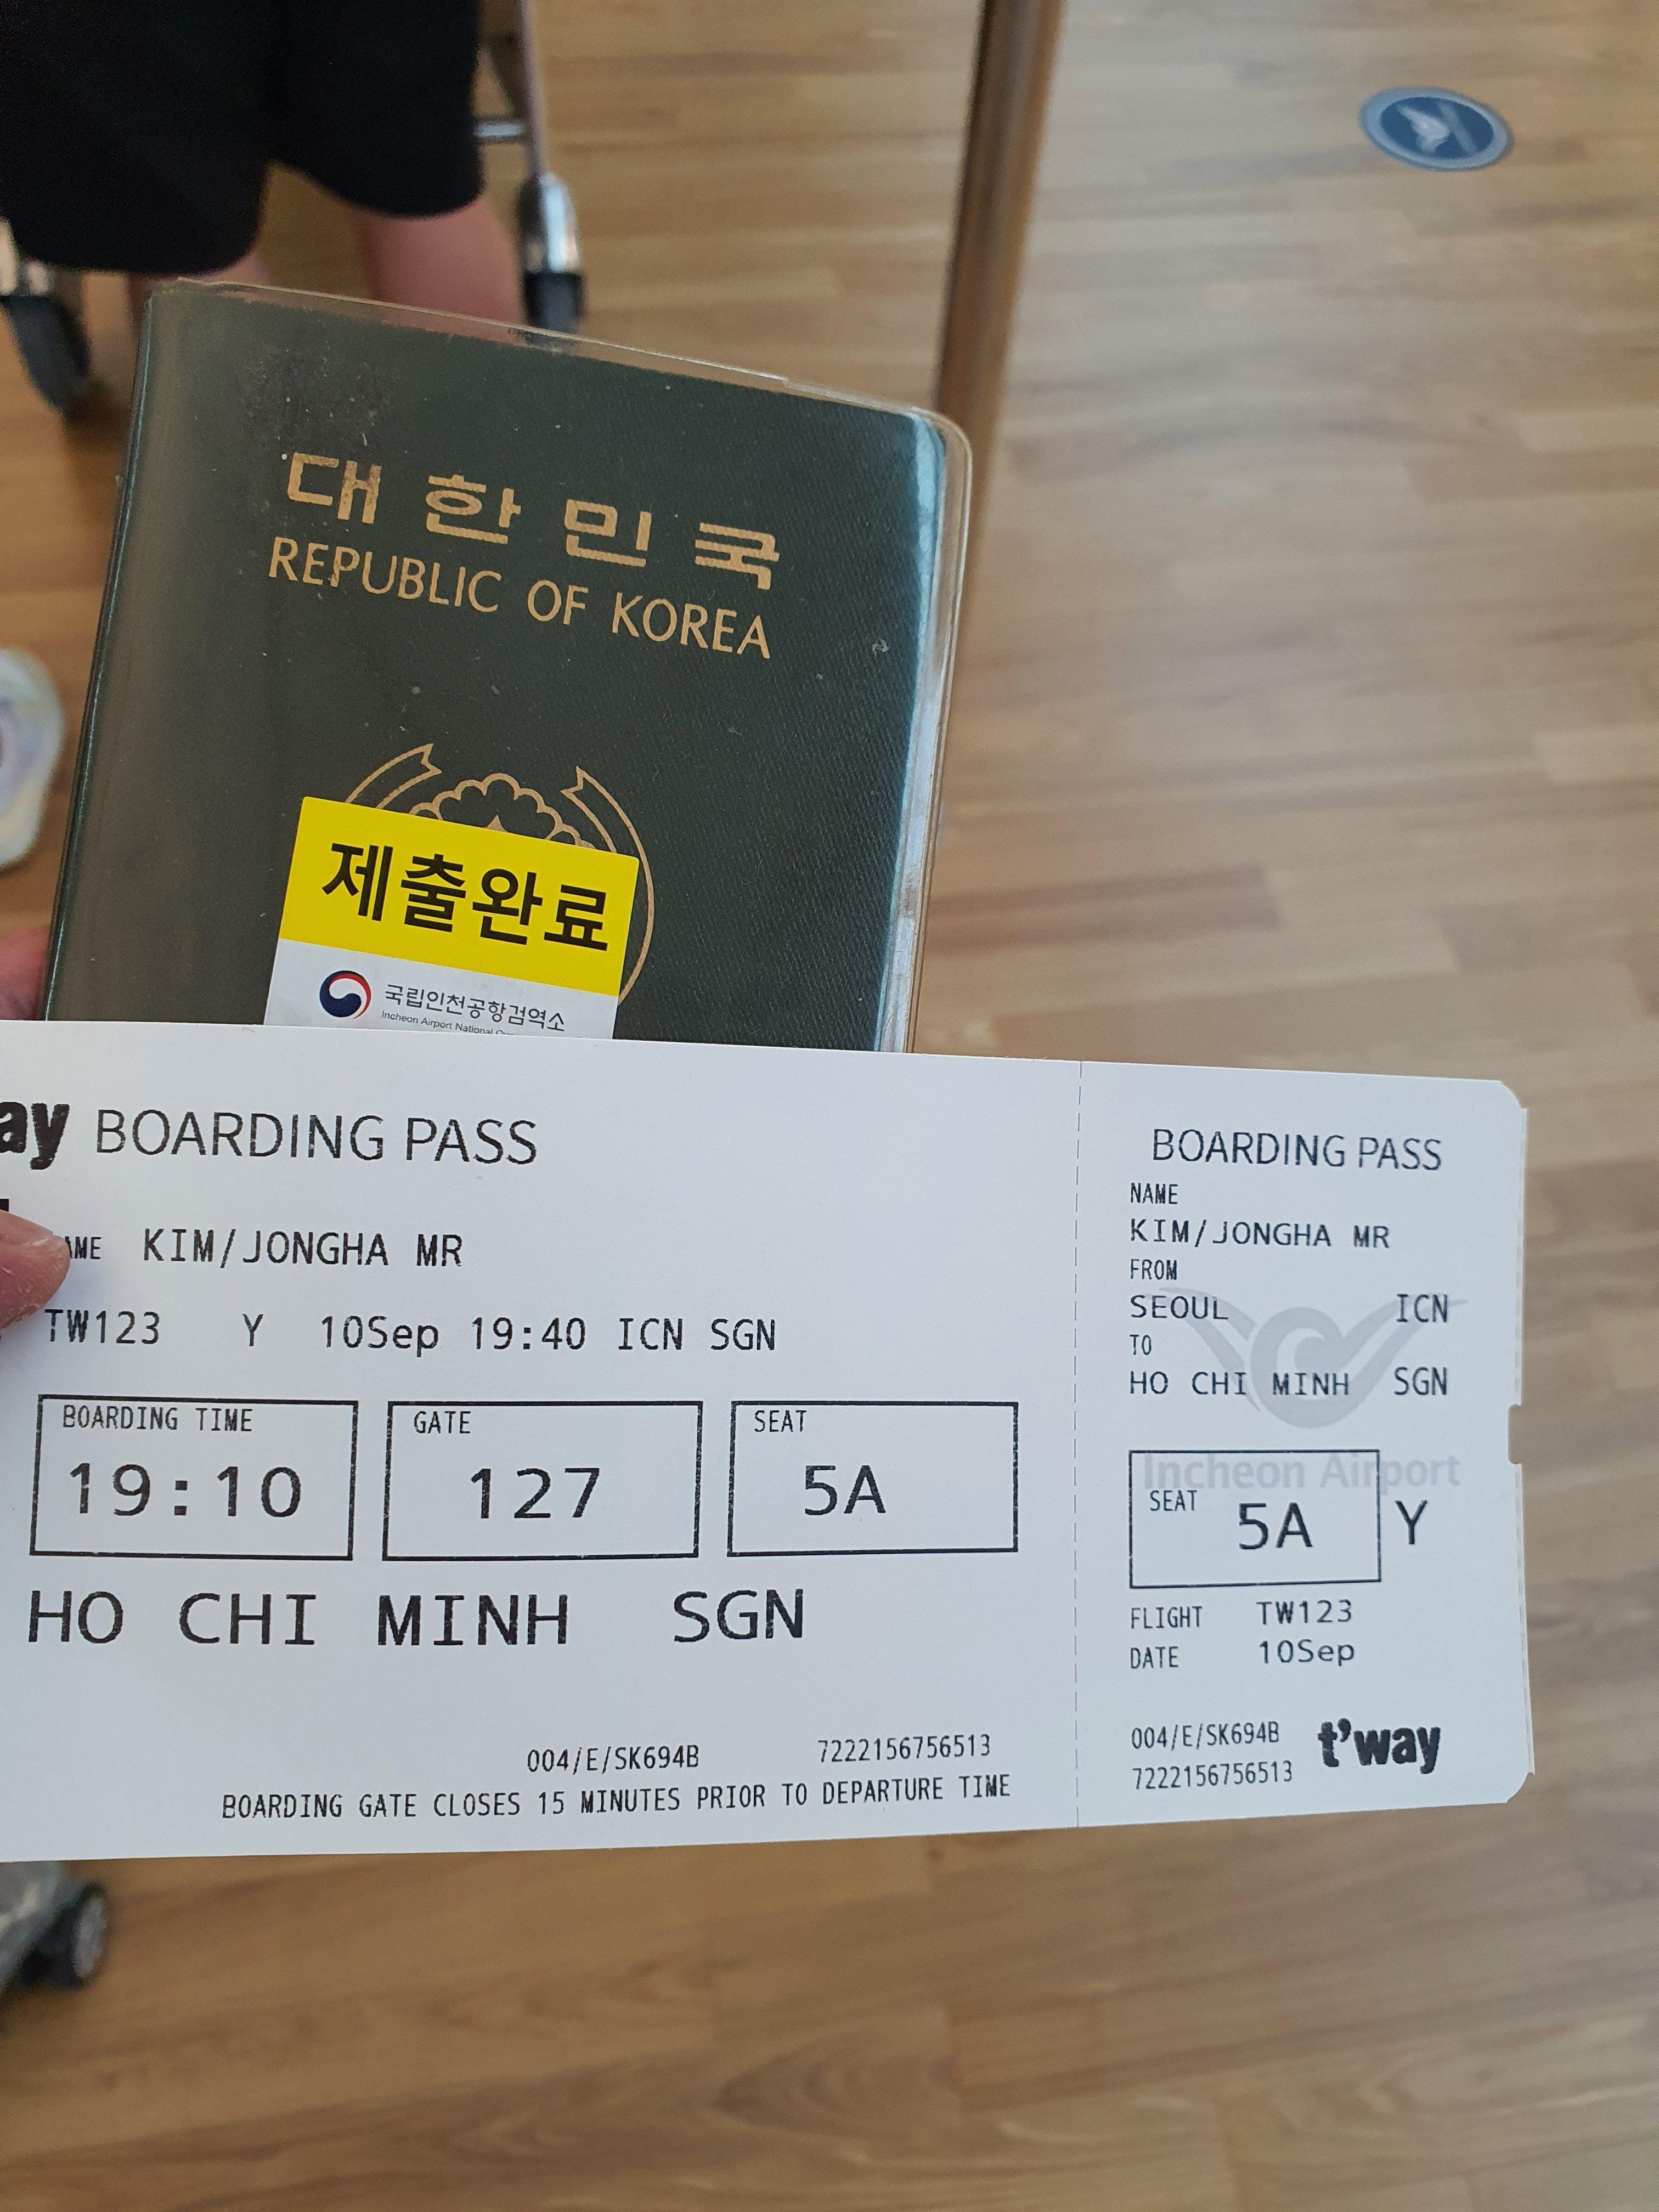 대한민국
REPUBLIC OF KOREA
제출완료
국립인천공항검역소
Incheon Airport National
ay BOARDING PASS
AME KIM/JONGHA MR
TW123 Y 10Sep 19:40 ICN SGN
BOARDING TIME GATE SEAT
19:10 127 5A
HO CHI MINH SGN
004/E/SK694B 7222156756513
BOARDING GATE CLOSES 15 MINUTES PRIOR TO DEPARTURE TIME
BOARDING PASS
NAME
KIM/JONGHA MR
FROM
SEOUL ICN
TO
HO CHI MINH SGN
Incheon Airport
SEAT 5A Y
FLIGHT TW123
DATE 10Sep
004/E/SK694B
7222156756513
t'way